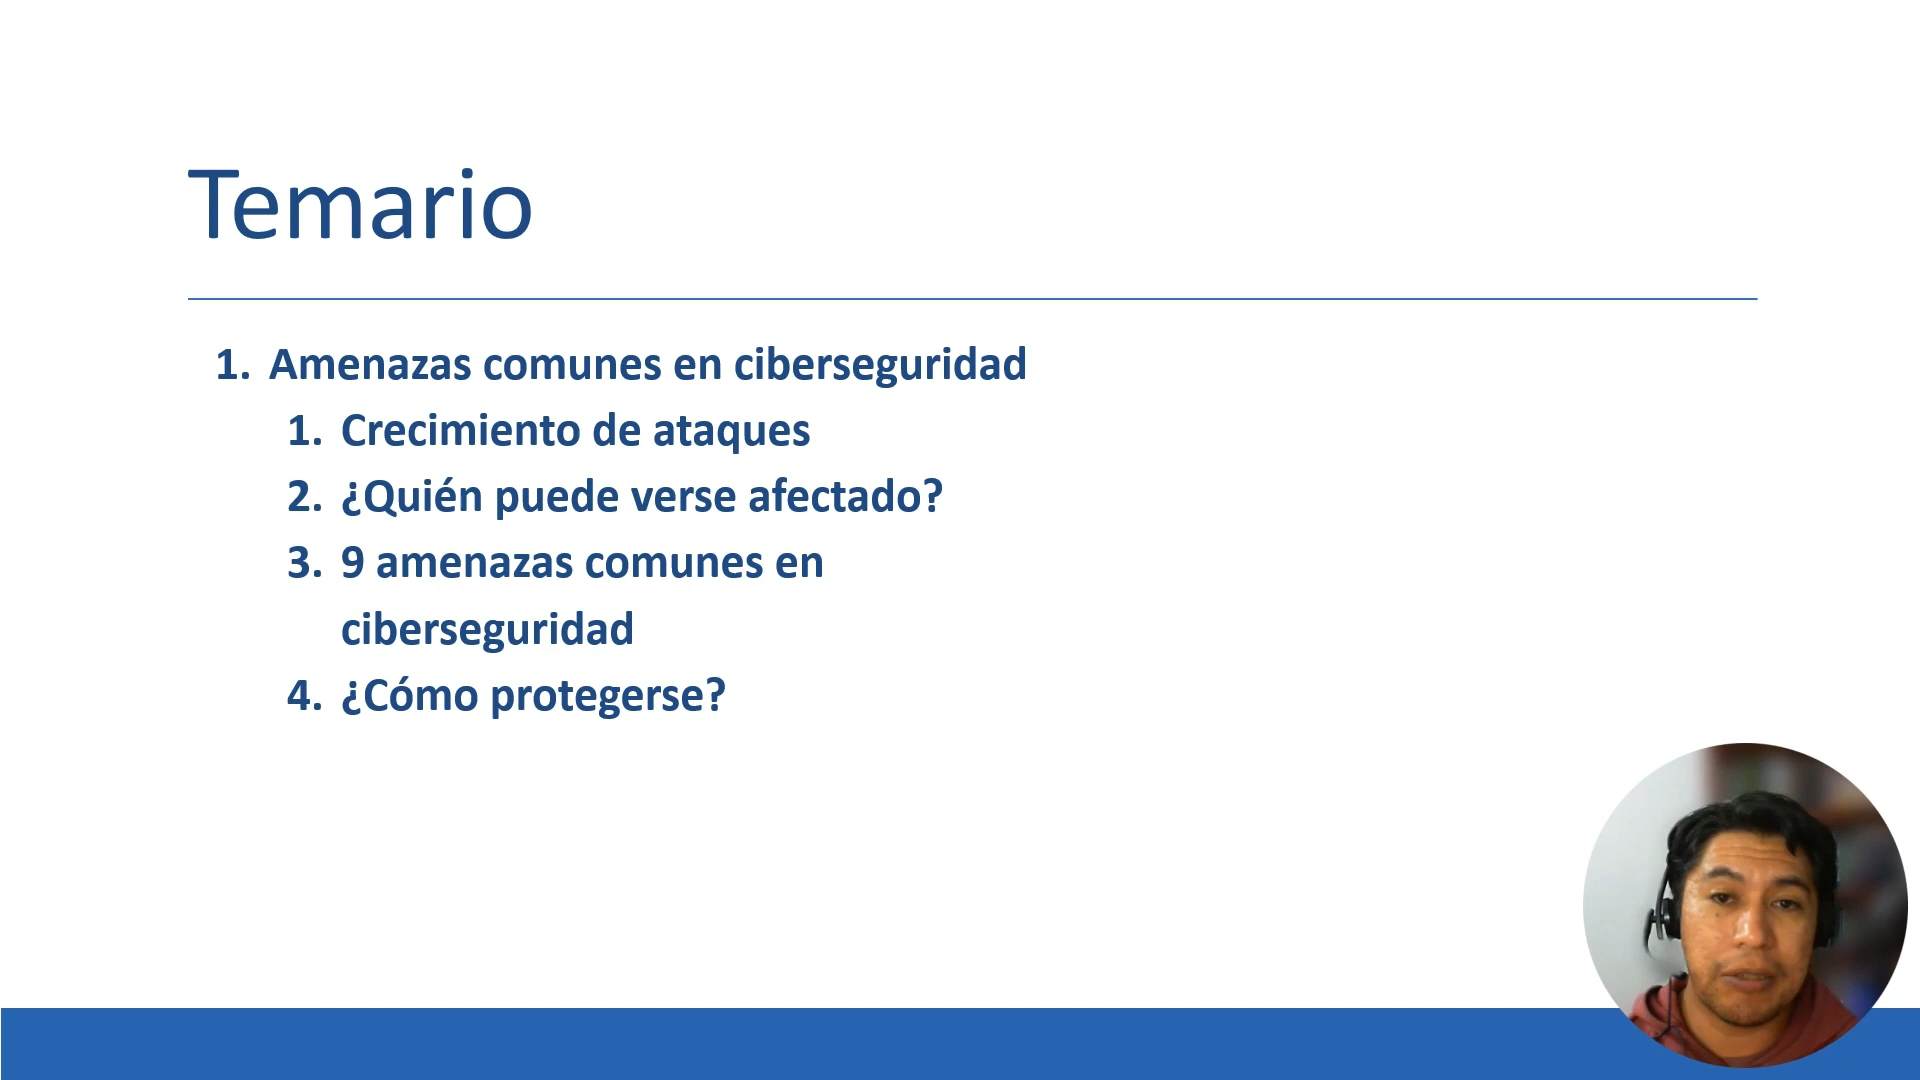 Temario
1. Amenazas comunes en ciberseguridad
1. Crecimiento de ataques
2. ¿Quién puede verse afectado?
3. 9 amenazas comunes en
ciberseguridad
4. ¿Cómo protegerse?